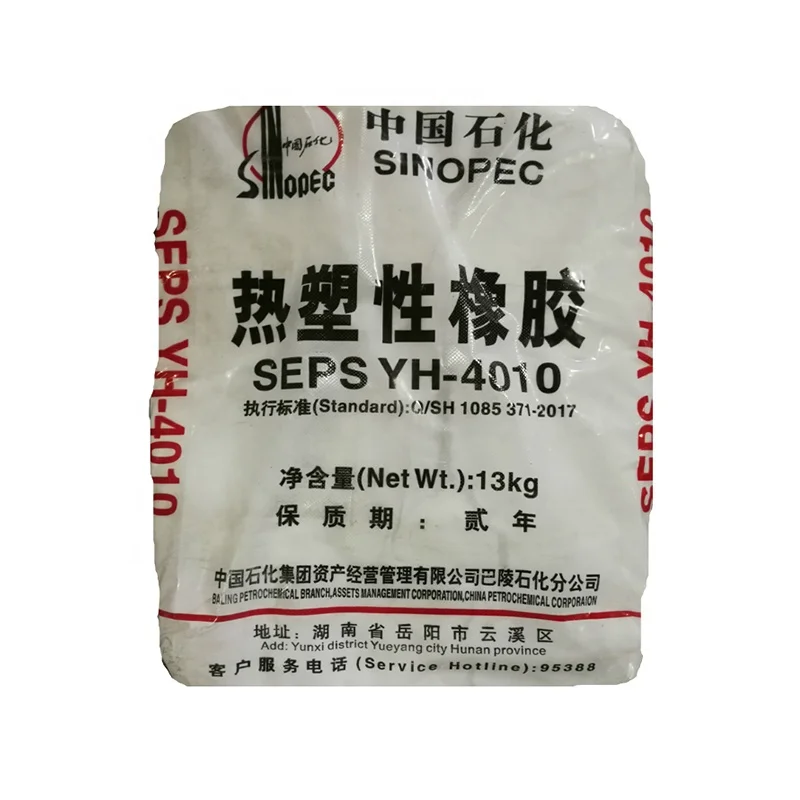 中国石化
SINOPEC
中国石化
SINOPEC
SEPS YH-4010
SEPS YH-4010
热塑性橡胶
SEPS YH-4010
执行标准(Standard):Q/SH 1085 371-2017
净含量(Net Wt.):13kg
保质期:贰年
中国石化集团资产经营管理有限公司巴陵石化分公司
BALING PETROCHEMICAL BRANCH,ASSETS MANAGEMENT CORPORATION,CHINA PETROCHEMICAL CORPORAION
地址:湖南省岳阳市云溪区
Add: Yunxi district Yueyang city Hunan province
客户服务电话(Service Hotline):95388